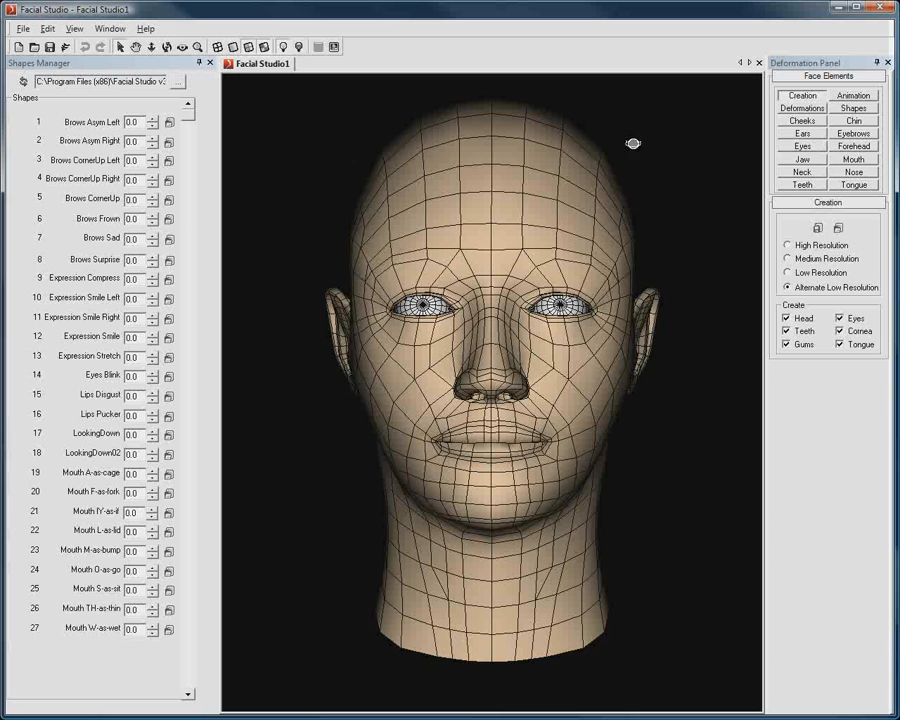 Facial Studio - Facial Studio1
File Edit View Window Help
Shapes Manager
C:\Program Files (x86)\Facial Studio v3
...
Shapes
1 Brows Asym Left 0.0
2 Brows Asym Right 0.0
3 Brows CornerUp Left 0.0
4 Brows CornerUp Right 0.0
5 Brows CornerUp 0.0
6 Brows Frown 0.0
7 Brows Sad 0.0
8 Brows Surprise 0.0
9 Expression Compress 0.0
10 Expression Smile Left 0.0
11 Expression Smile Right 0.0
12 Expression Smile 0.0
13 Expression Stretch 0.0
14 Eyes Blink 0.0
15 Lips Disgust 0.0
16 Lips Pucker 0.0
17 LookingDown 0.0
18 LookingDown02 0.0
19 Mouth A-as-cage 0.0
20 Mouth F-as-fork 0.0
21 Mouth IY-as-if 0.0
22 Mouth L-as-lid 0.0
23 Mouth M-as-bump 0.0
24 Mouth O-as-go 0.0
25 Mouth S-as-sit 0.0
26 Mouth TH-as-thin 0.0
27 Mouth W-as-wet 0.0
Facial Studio1
Deformation Panel
Face Elements
Creation Animation
Deformations Shapes
Cheeks Chin
Ears Eyebrows
Eyes Forehead
Jaw Mouth
Neck Nose
Teeth Tongue
Creation
High Resolution
Medium Resolution
Low Resolution
Alternate Low Resolution
Create
Head Eyes
Teeth Cornea
Gums Tongue